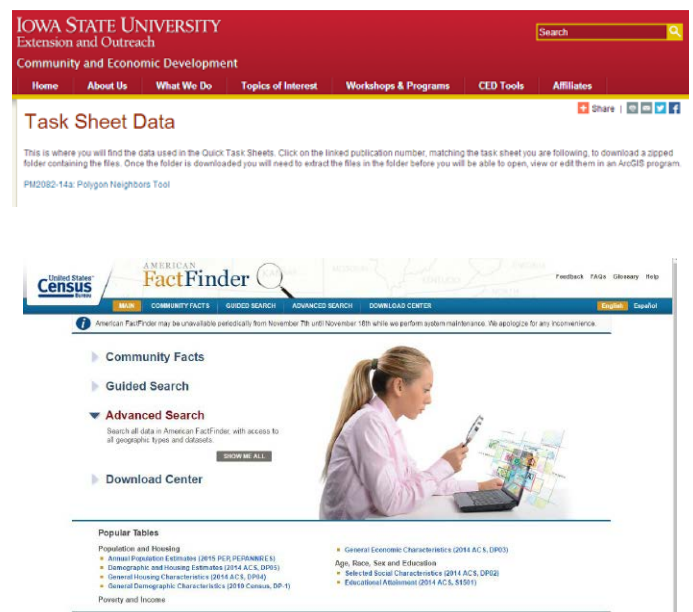 IOWA STATE UNIVERSITY
Extension and Outreach
Search
Community and Economic Development
Home About Us What We Do Topics of Interest Workshops & Programs CED Tools Affiliates
Share |
Task Sheet Data
This is where you will find the data used in the Quick Task Sheets. Click on the linked publication number, matching the task sheet you are following, to download a zipped
folder containing the files. Once the folder is downloaded you will need to extract the files in the folder before you will be able to open, view or edit them in an ArcGIS program.
PM2082-14a: Polygon Neighbors Tool
United States®
Census
Bureau
AMERICAN
FactFinder
Feedback FAQs Glossary Help
MAIN COMMUNITY FACTS GUIDED SEARCH ADVANCED SEARCH DOWNLOAD CENTER
English Español
American FactFinder may be unavailable periodically from November 7th until November 16th while we perform system maintenance. We apologize for any inconvenience.
Community Facts
Guided Search
Advanced Search
Search all data in American FactFinder, with access to
all geographic types and datasets.
SHOW ME ALL
Download Center
Popular Tables
Population and Housing
Annual Population Estimates (2015 PEP, PEPANNRES)
Demographic and Housing Estimates (2014 ACS, DP05)
General Housing Characteristics (2014 ACS, DP04)
General Demographic Characteristics (2010 Census, DP-1)
Poverty and Income
General Economic Characteristics (2014 ACS, DP03)
Age, Race, Sex and Education
Selected Social Characteristics (2014 ACS, DP02)
Educational Attainment (2014 ACS, S1501)